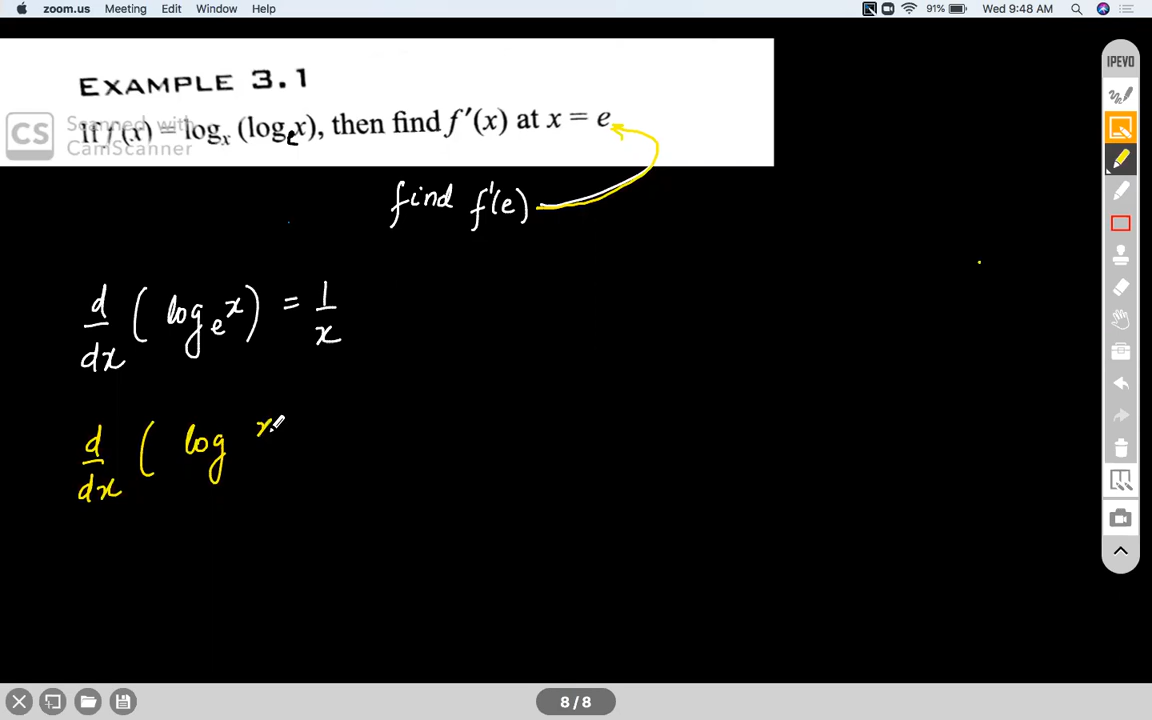 zoom.us Meeting Edit Window Help 91% Wed 9:48 AM
IPEVO
EXAMPLE 3.1
CS Scanned with CamScanner
If f(x) = logₓ (logₑx), then find f′(x) at x = e
find f'(e)
d/dx ( logₑ x ) = 1/x
d/dx ( log x
8 / 8